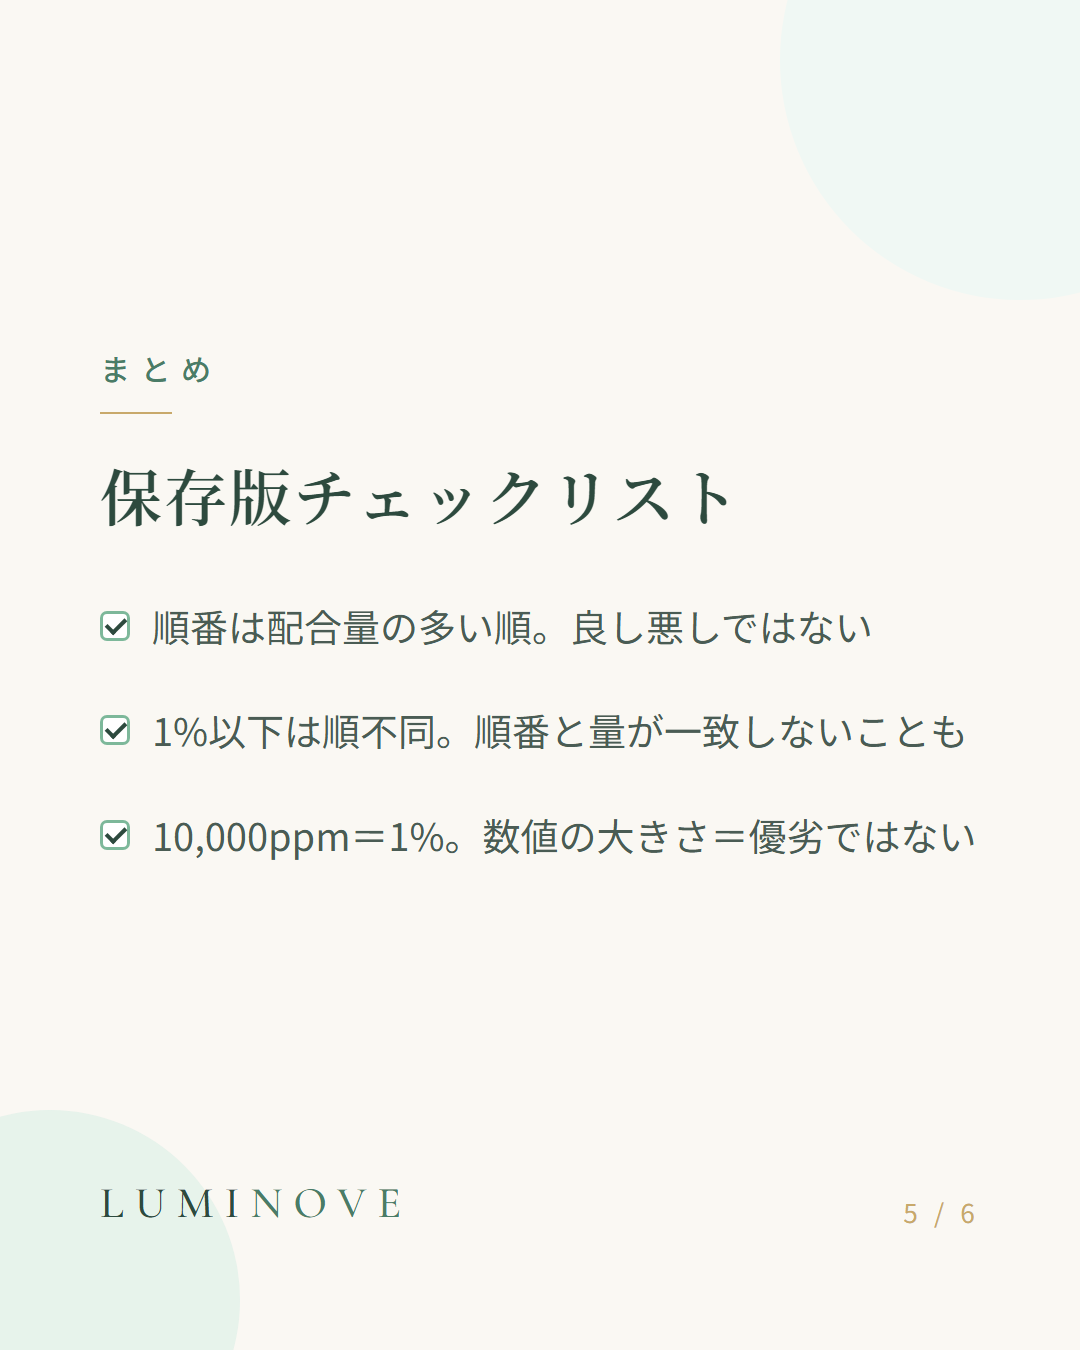 まとめ
保存版チェックリスト
順番は配合量の多い順。良し悪しではない
1%以下は順不同。順番と量が一致しないことも
10,000ppm＝1%。数値の大きさ＝優劣ではない
LUMINOVE
5 / 6